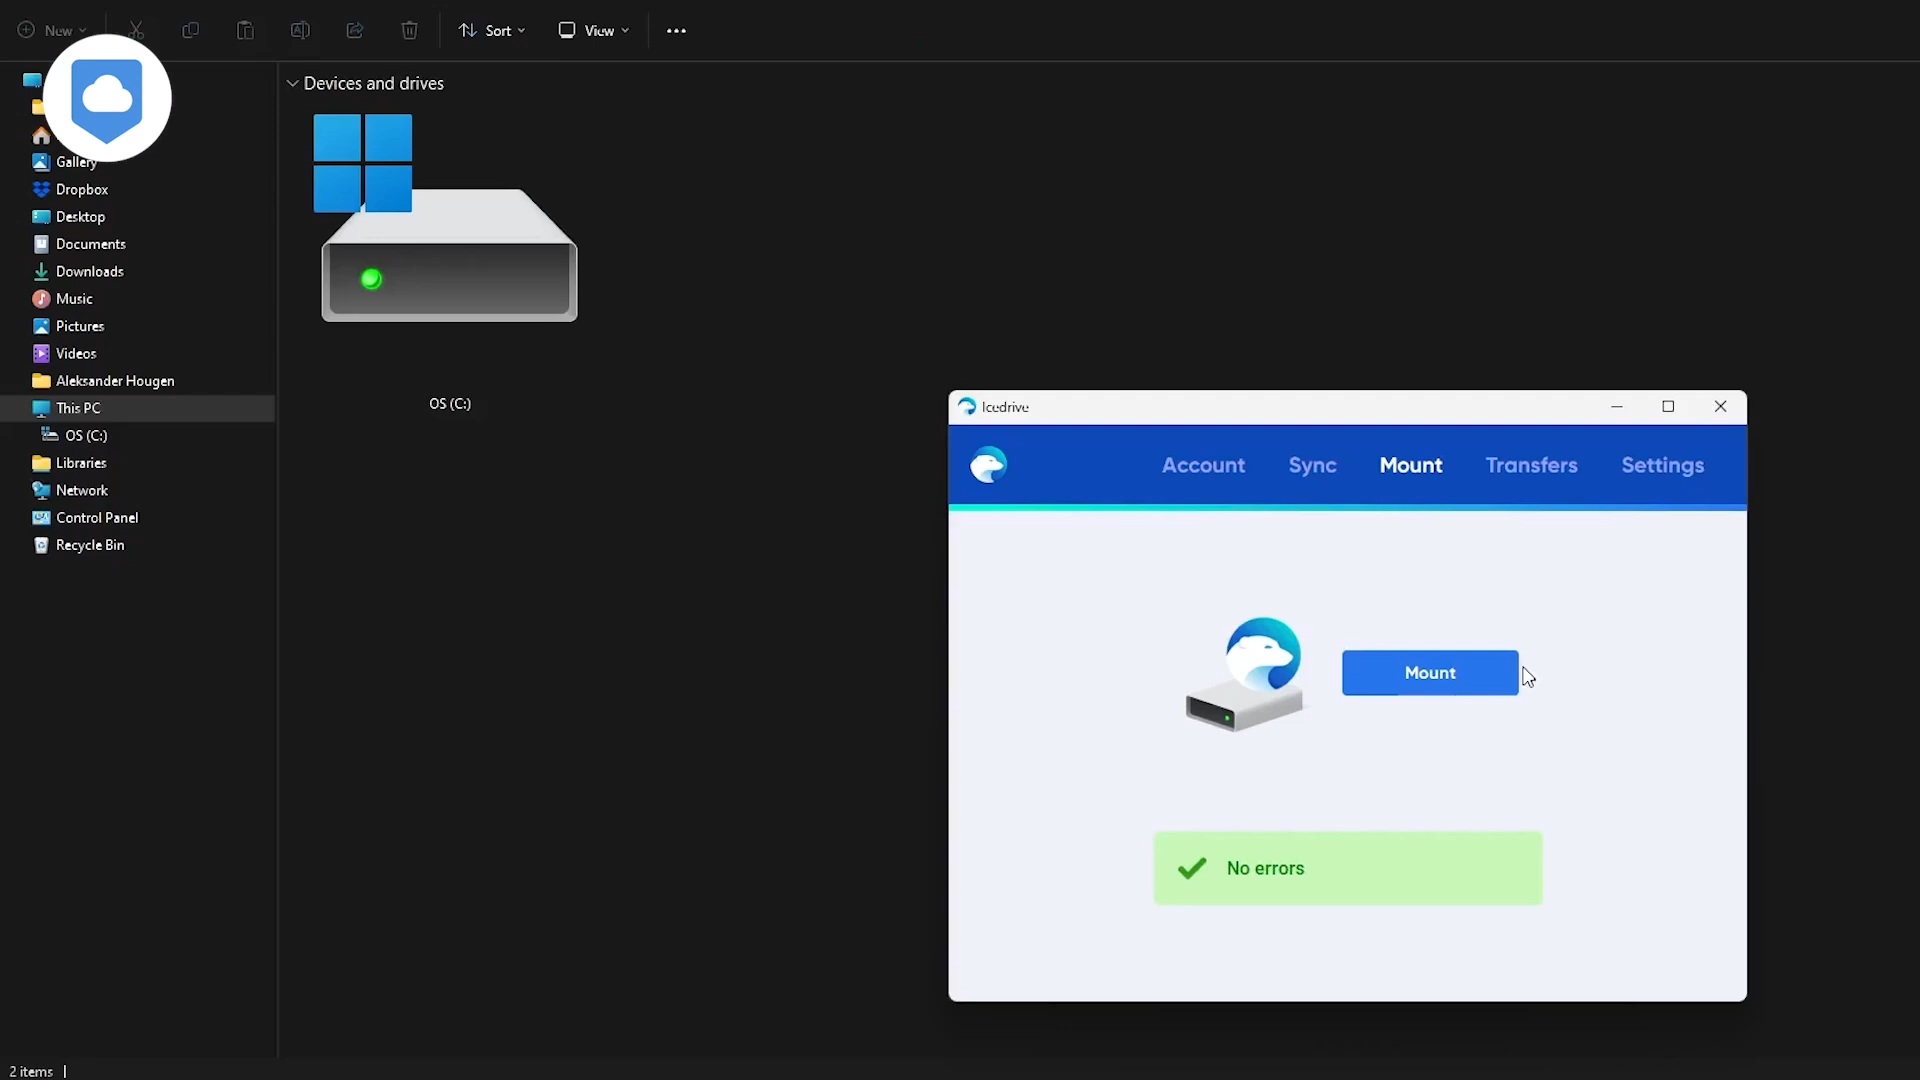 New
Sort
View
Devices and drives
Gallery
Dropbox
Desktop
Documents
Downloads
Music
Pictures
Videos
Aleksander Hougen
This PC
OS (C:)
Libraries
Network
Control Panel
Recycle Bin
OS (C:)
Icedrive
Account
Sync
Mount
Transfers
Settings
Mount
No errors
2 items